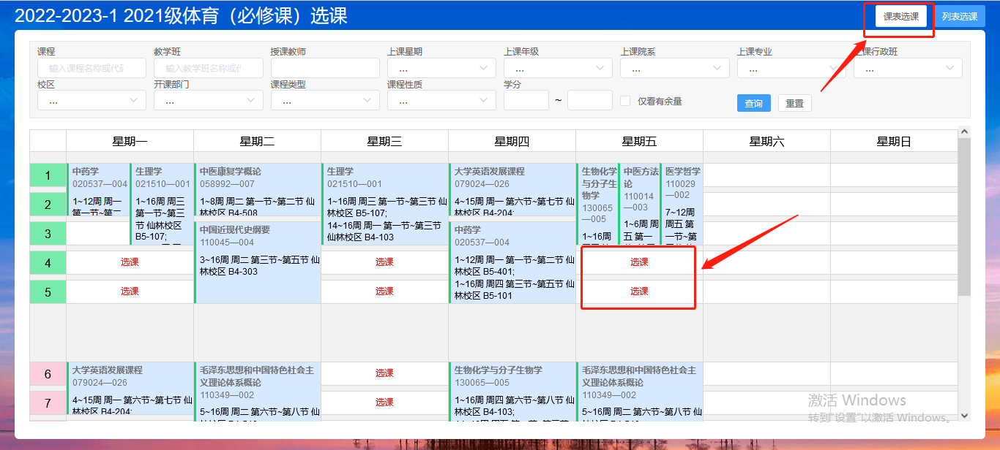 2022-2023-1 2021级体育（必修课）选课
课表选课
列表选课
课程
教学班
授课教师
上课星期
上课年级
上课院系
上课专业
上课行政班
输入课程名称或代码
输入教学班名称或代
...
...
...
...
...
校区
开课部门
课程类型
课程性质
学分
...
...
...
...
~
仅看有余量
查询
重置
星期一
星期二
星期三
星期四
星期五
星期六
星期日
1
2
3
4
5
6
7
中药学
020537—004
1~12周 周一
第一节~第二
生理学
021510—001
1~16周 周三
第一节~第三
节 仙林校区
B5-107;
选课
选课
大学英语发展课程
079024—026
4~15周 周一 第六节~第七节 仙
林校区 B4-204;
中医康复学概论
058992—007
1~8周 周二 第一节~第二节 仙
林校区 B4-508
中国近现代史纲要
110045—004
3~16周 周二 第三节~第五节 仙
林校区 B4-303
毛泽东思想和中国特色社会主
义理论体系概论
110349—002
5~16周 周二 第六节~第八节 仙
生理学
021510—001
1~16周 周三 第一节~第三节 仙
林校区 B5-107;
14~16周 周一 第一节~第三节
仙林校区 B4-103
选课
选课
选课
选课
大学英语发展课程
079024—026
4~15周 周一 第六节~第七节 仙
林校区 B4-204;
中药学
020537—004
1~12周 周一 第一节~第二节 仙
林校区 B5-401;
1~16周 周四 第三节~第五节 仙
林校区 B5-101
生物化学与分子生物学
130065—005
1~16周 周四 第六节~第八节 仙
林校区 B4-103;
生物化学
与分子生
物学
130065
—005
1~16周
中医方法
论
110014
—003
1~6周 周
五 第一
医学哲学
110029
—002
7~12周
周五 第
一节~第
选课
选课
毛泽东思想和中国特色社会主
义理论体系概论
110349—002
5~16周 周二 第六节~第八节 仙
激活 Windows
转到"设置"以激活 Windows。